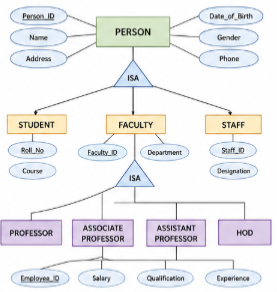 Person_ID
Date_of_Birth
Name
PERSON
Gender
Address
Phone
ISA
STUDENT
FACULTY
STAFF
Roll_No
Faculty_ID
Department
Staff_ID
Course
Designation
ISA
PROFESSOR
ASSOCIATE
PROFESSOR
ASSISTANT
PROFESSOR
HOD
Employee_ID
Salary
Qualification
Experience